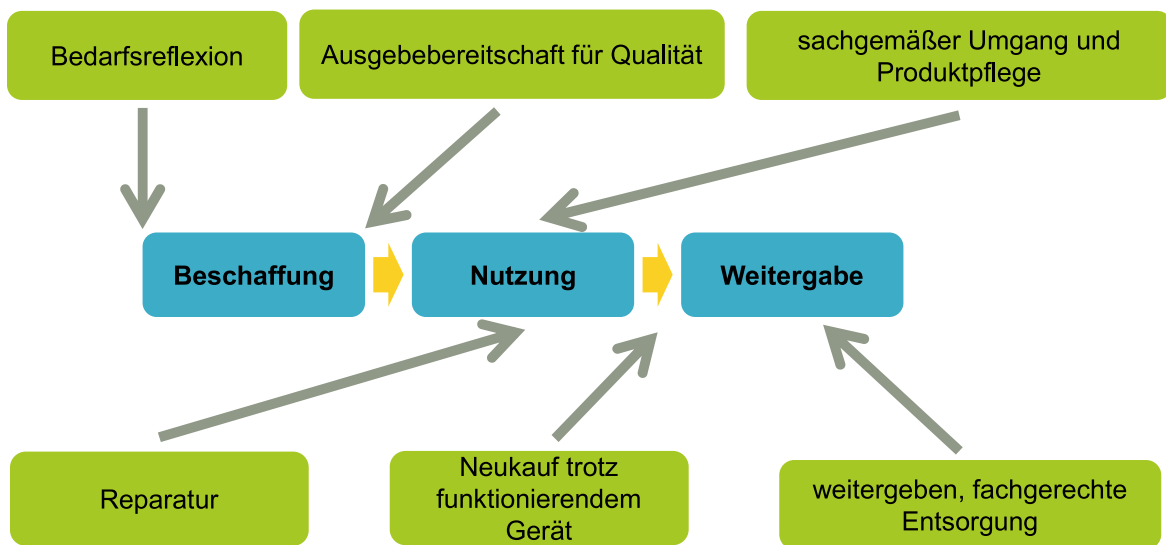 Bedarfsreflexion
Ausgebebereitschaft für Qualität
sachgemäßer Umgang und
Produktpflege
Beschaffung
Nutzung
Weitergabe
Reparatur
Neukauf trotz
funktionierendem
Gerät
weitergeben, fachgerechte
Entsorgung